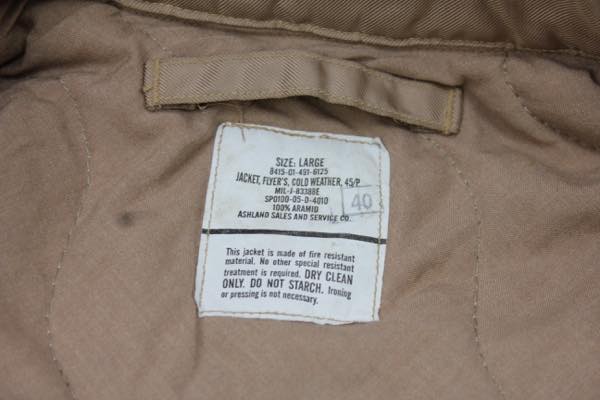 SIZE: LARGE
8415-01-491-6125
JACKET, FLYER'S, COLD WEATHER, 45/P
MIL-J-83388E
SPO100-05-D-4010
100% ARAMID
ASHLAND SALES AND SERVICE CO.
40
This jacket is made of fire resistant
material. No other special resistant
treatment is required. DRY CLEAN
ONLY. DO NOT STARCH. Ironing
or pressing is not necessary.